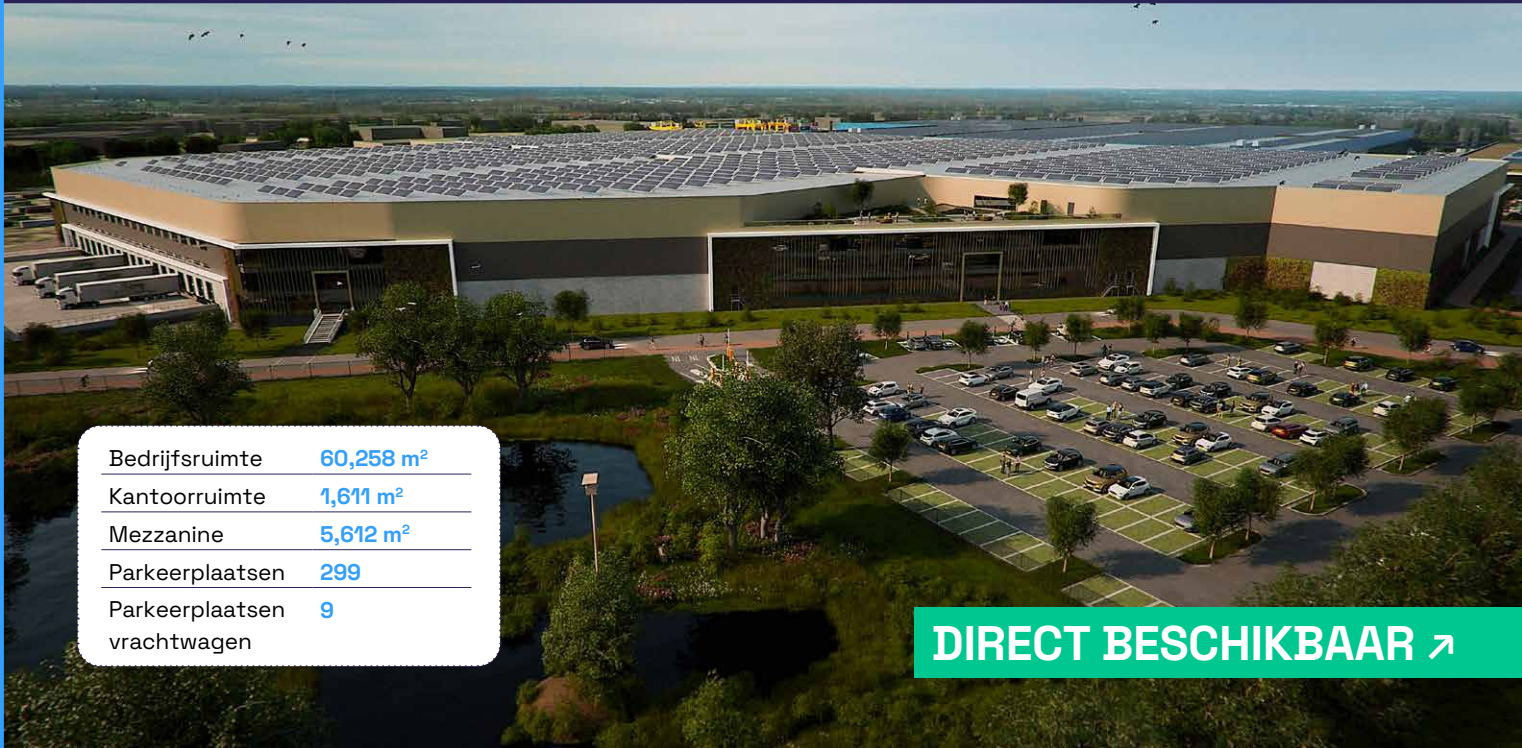 Bedrijfsruimte 60,258 m²
Kantoorruimte 1,611 m²
Mezzanine 5,612 m²
Parkeerplaatsen 299
Parkeerplaatsen 9
vrachtwagen
DIRECT BESCHIKBAAR ↗